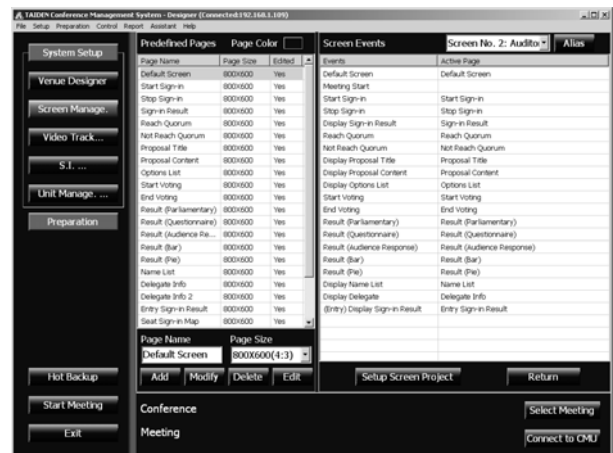 TAIDEN Conference Management System - Designer (Connected:192.168.1.109)
File Setup Preparation Control Report Assistant Help
System Setup
Venue Designer
Screen Manage.
Video Track...
S.I. ...
Unit Manage. ...
Preparation
Hot Backup
Start Meeting
Exit
Predefined Pages Page Color
Page Name Page Size Edited
Default Screen 800X600 Yes
Start Sign-in 800X600 Yes
Stop Sign-in 800X600 Yes
Sign-in Result 800X600 Yes
Reach Quorum 800X600 Yes
Not Reach Quorum 800X600 Yes
Proposal Title 800X600 Yes
Proposal Content 800X600 Yes
Options List 800X600 Yes
Start Voting 800X600 Yes
End Voting 800X600 Yes
Result (Parliamentary) 800X600 Yes
Result (Questionnaire) 800X600 Yes
Result (Audience Re... 800X600 Yes
Result (Bar) 800X600 Yes
Result (Pie) 800X600 Yes
Name List 800X600 Yes
Delegate Info 800X600 Yes
Delegate Info 2 800X600 Yes
Entry Sign-in Result 800X600 Yes
Seat Sign-in Map 800X600 Yes
Page Name Page Size
Default Screen 800X600(4:3)
Add Modify Delete Edit
Screen Events Screen No. 2: Audito Alias
Events Active Page
Default Screen Default Screen
Meeting Start
Start Sign-in Start Sign-in
Stop Sign-in Stop Sign-in
Display Sign-in Result Sign-in Result
Reach Quorum Reach Quorum
Not Reach Quorum Not Reach Quorum
Display Proposal Title Proposal Title
Display Proposal Content Proposal Content
Display Options List Options List
Start Voting Start Voting
End Voting End Voting
Result (Parliamentary) Result (Parliamentary)
Result (Questionnaire) Result (Questionnaire)
Result (Audience Response) Result (Audience Response)
Result (Bar) Result (Bar)
Result (Pie) Result (Pie)
Display Name List Name List
Display Delegate Delegate Info
(Entry) Display Sign-in Result Entry Sign-in Result
Setup Screen Project Return
Conference Select Meeting
Meeting Connect to CMU